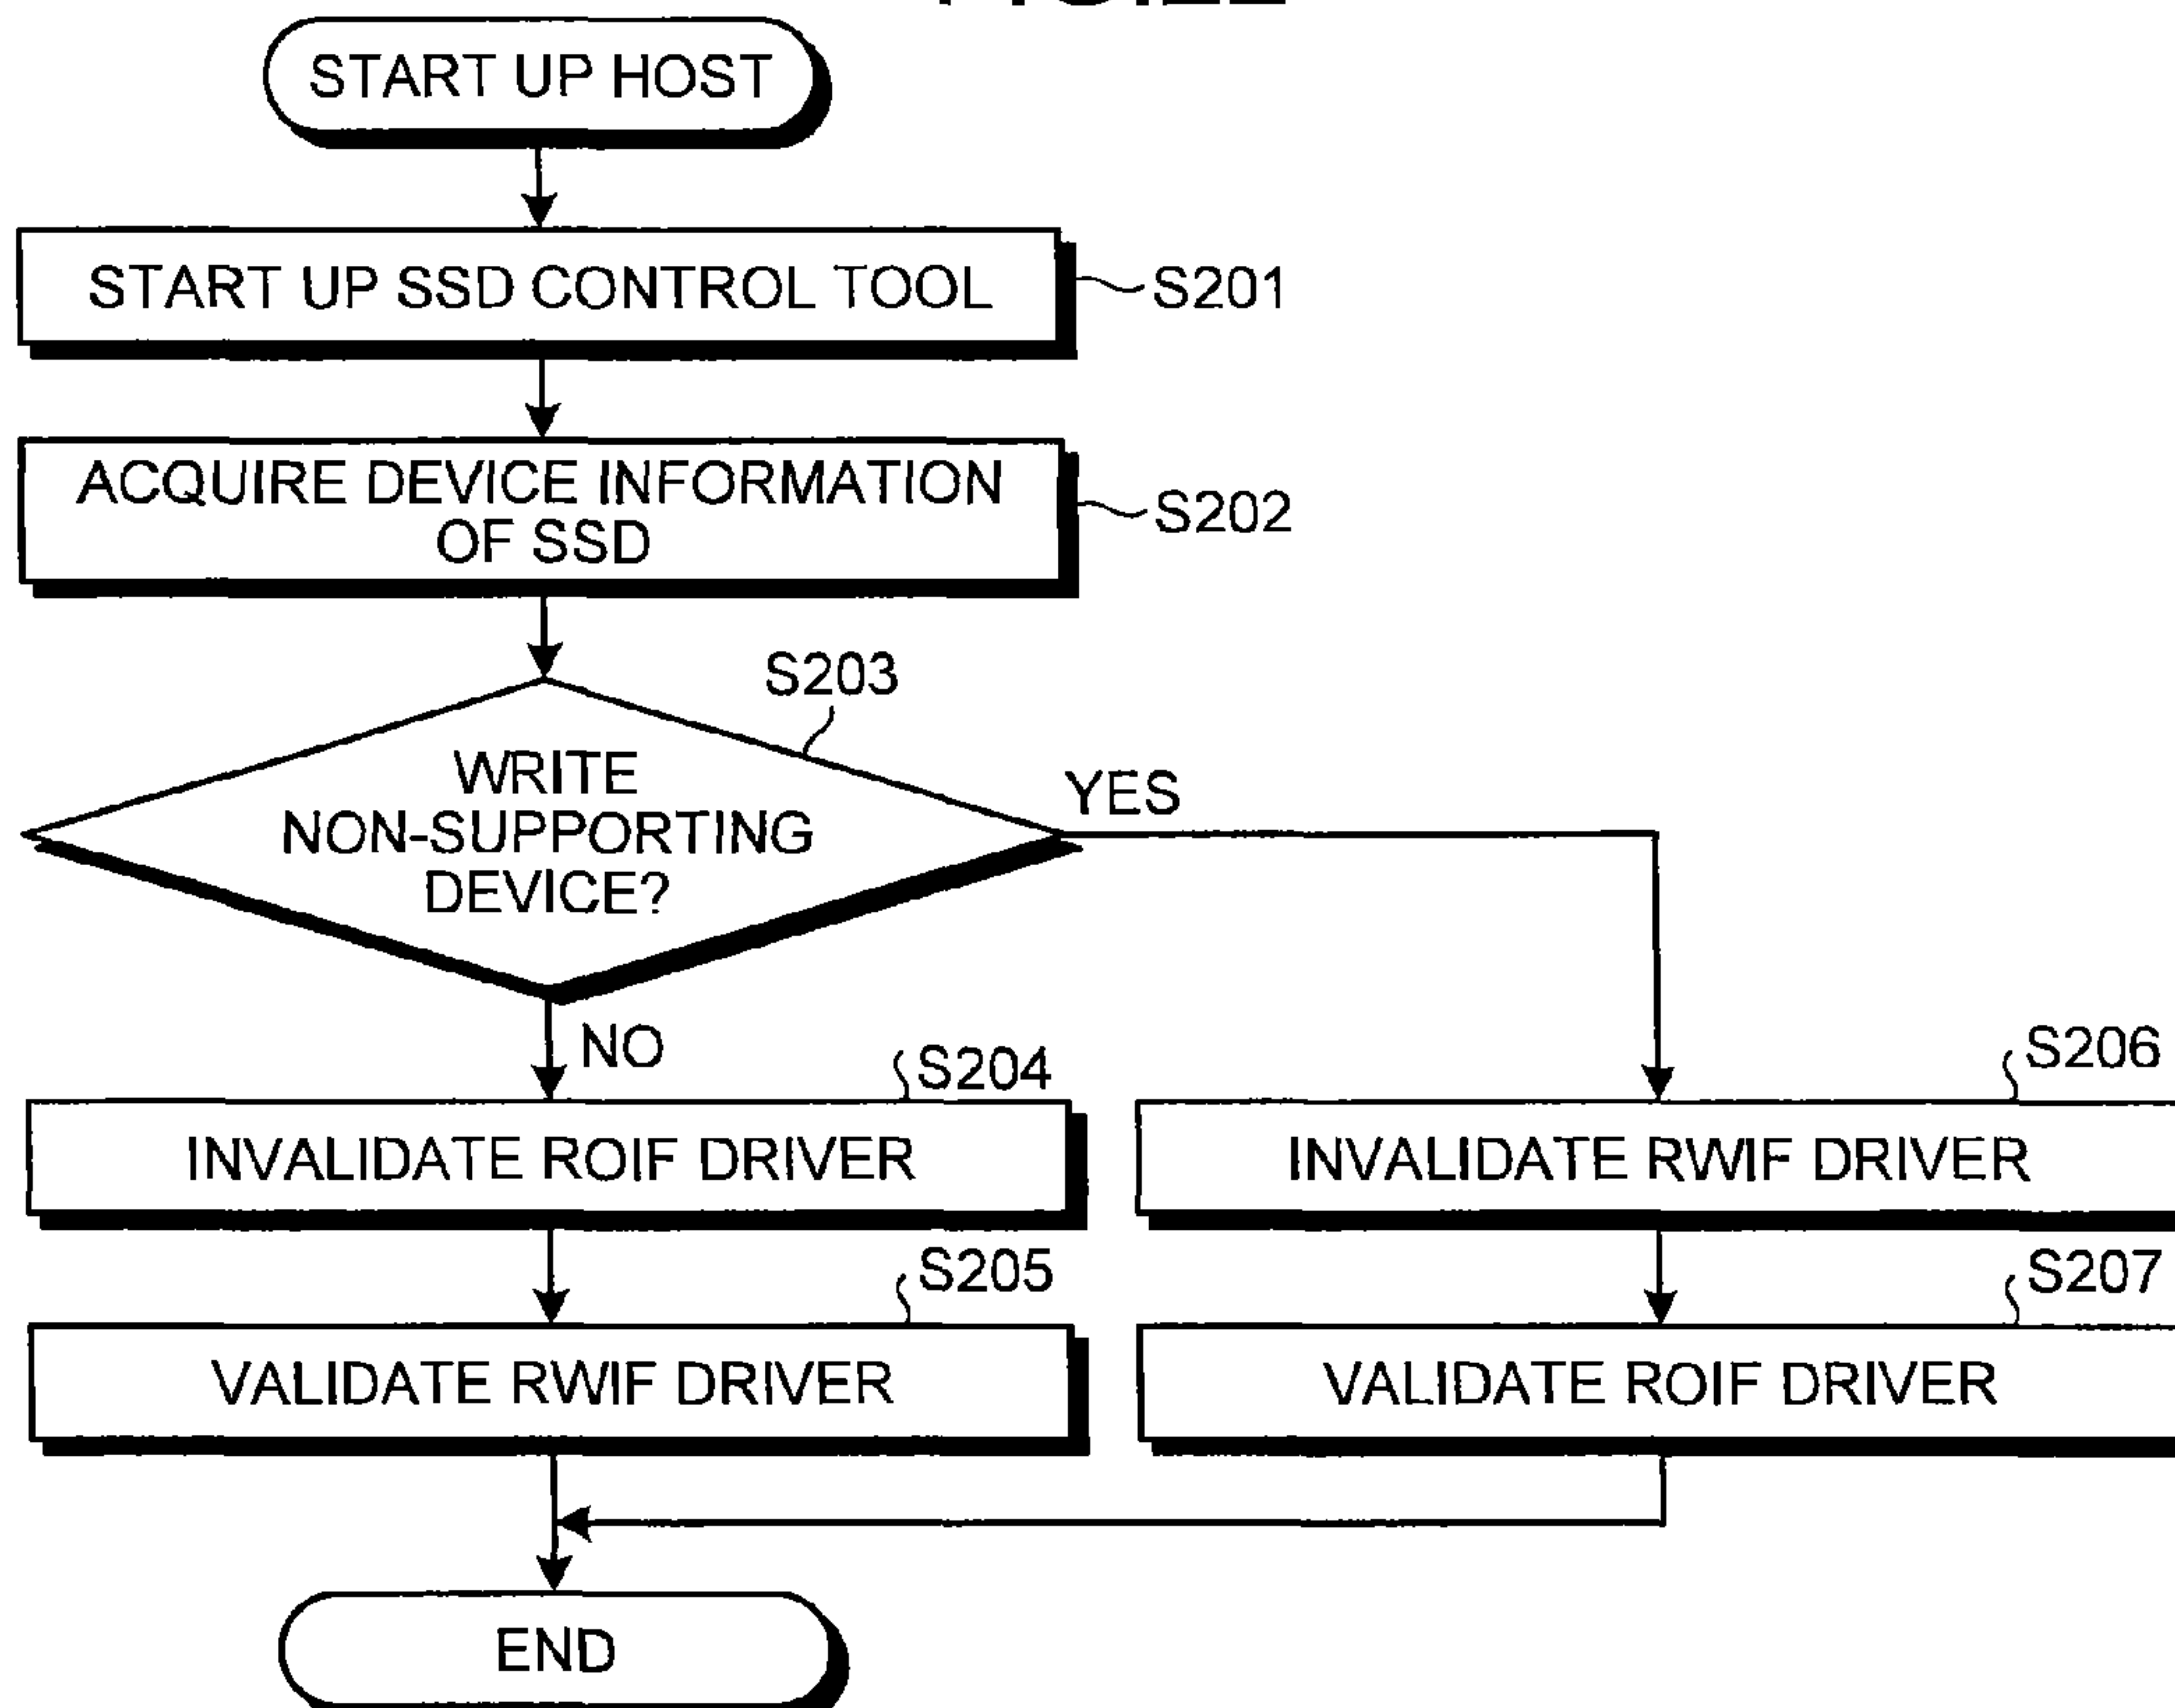 START UP HOST
START UP SSD CONTROL TOOL
S201
ACQUIRE DEVICE INFORMATION
OF SSD
S202
S203
WRITE
NON-SUPPORTING
DEVICE?
YES
NO
S204
INVALIDATE ROIF DRIVER
S206
INVALIDATE RWIF DRIVER
S205
VALIDATE RWIF DRIVER
S207
VALIDATE ROIF DRIVER
END